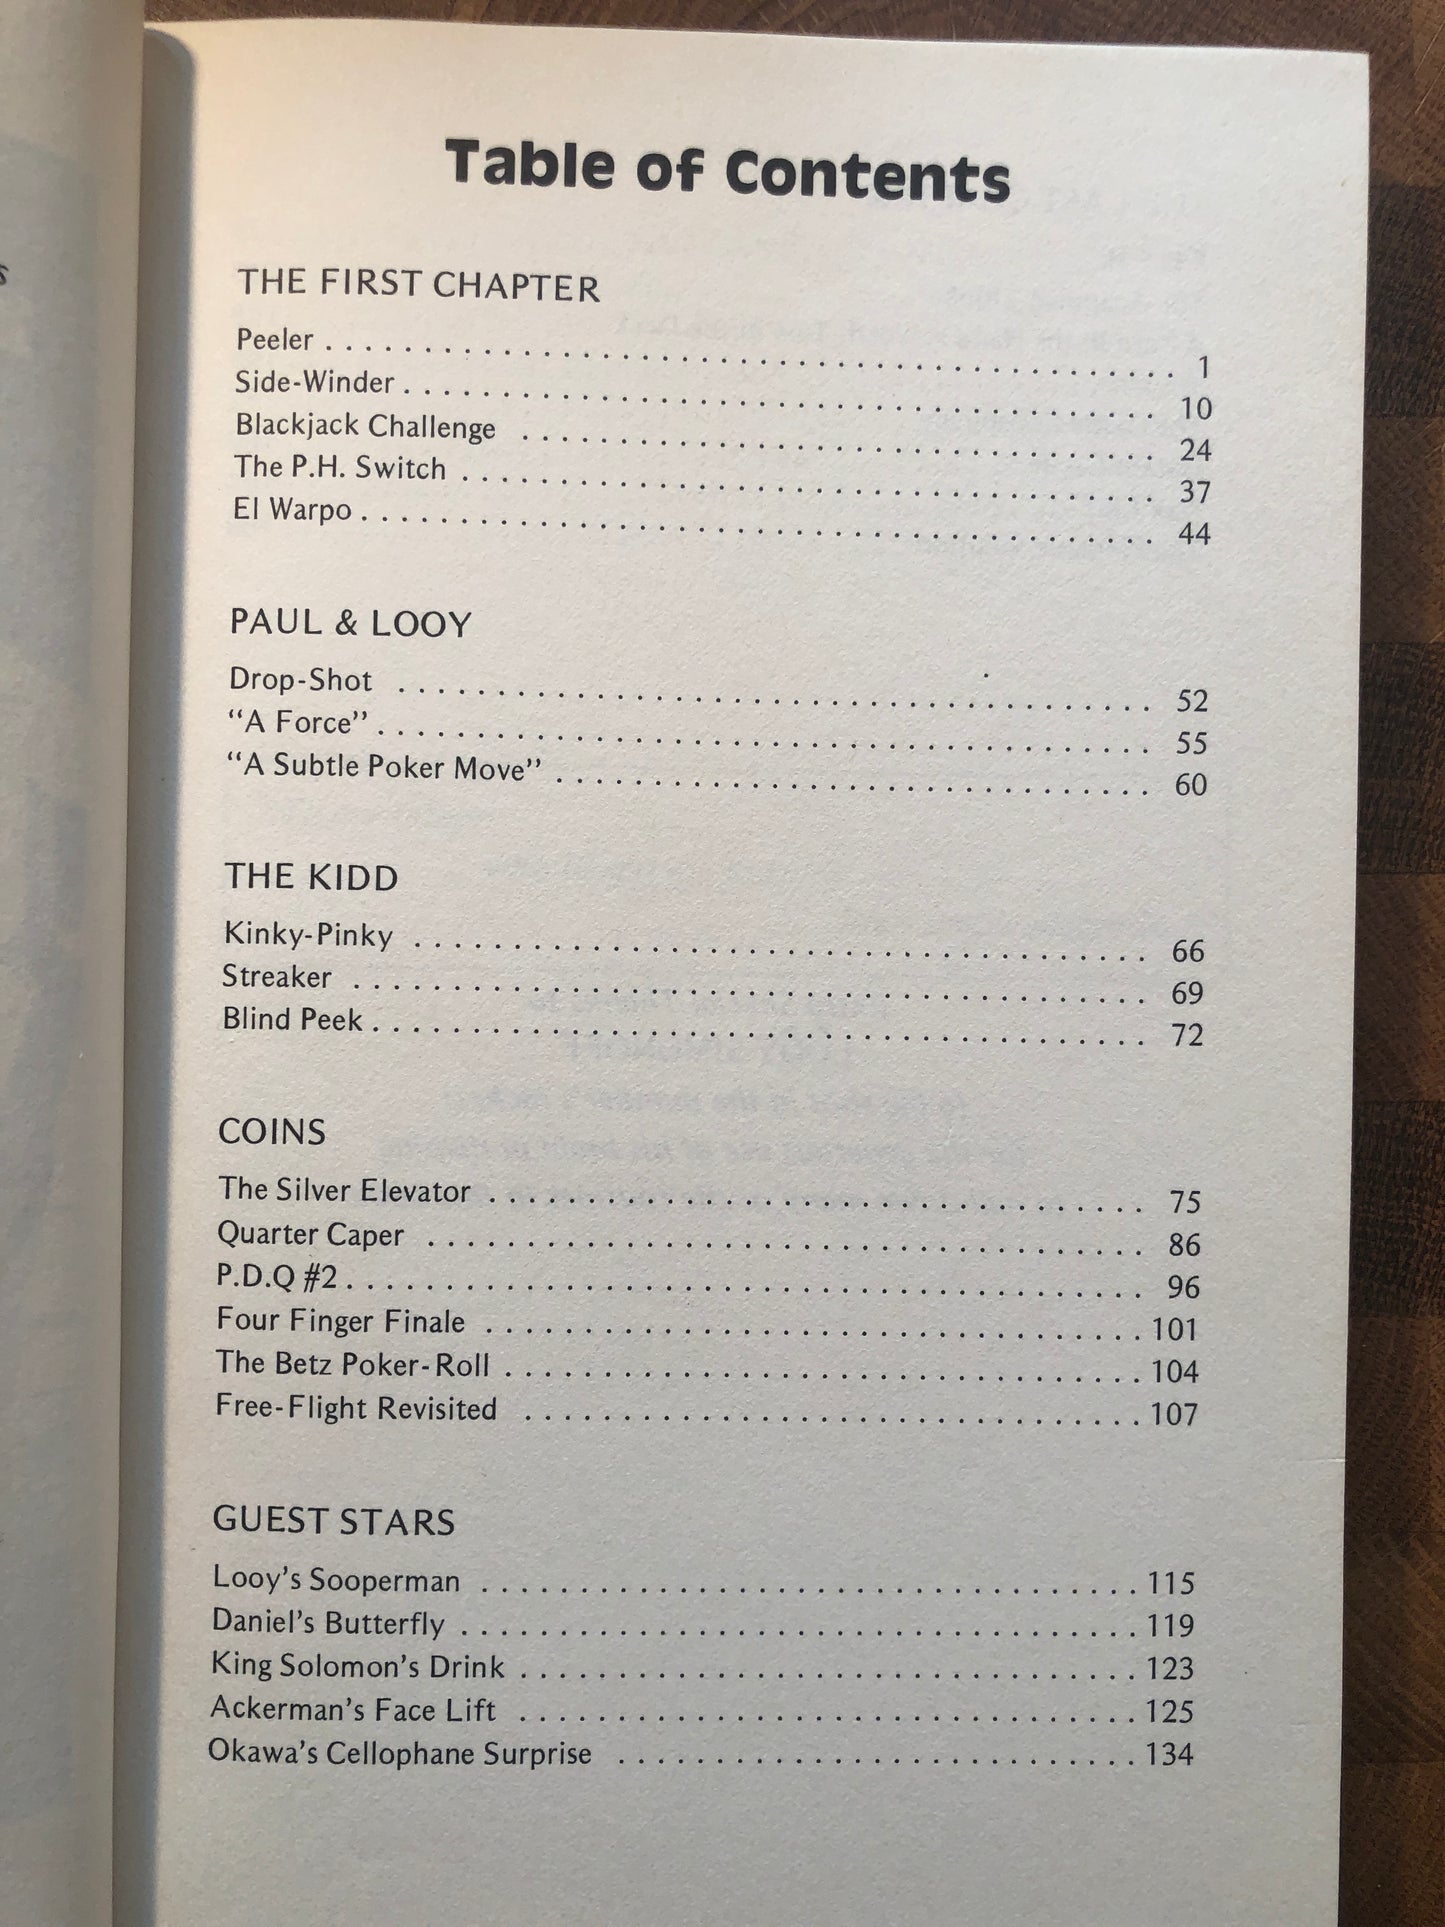 Table of Contents
THE FIRST CHAPTER
Peeler . . . . . . . . . . . . . . . . . . . . . . . . . . . . . . . . . . . . . . . . . . . 1
Side-Winder . . . . . . . . . . . . . . . . . . . . . . . . . . . . . . . . . . . . . . 10
Blackjack Challenge . . . . . . . . . . . . . . . . . . . . . . . . . . . . . . . . 24
The P.H. Switch . . . . . . . . . . . . . . . . . . . . . . . . . . . . . . . . . . . 37
El Warpo . . . . . . . . . . . . . . . . . . . . . . . . . . . . . . . . . . . . . . . . 44
PAUL & LOOY
Drop-Shot . . . . . . . . . . . . . . . . . . . . . . . . . . . . . . . . . . . . . . 52
“A Force” . . . . . . . . . . . . . . . . . . . . . . . . . . . . . . . . . . . . . . . 55
“A Subtle Poker Move” . . . . . . . . . . . . . . . . . . . . . . . . . . . . . . 60
THE KIDD
Kinky-Pinky . . . . . . . . . . . . . . . . . . . . . . . . . . . . . . . . . . . . . 66
Streaker . . . . . . . . . . . . . . . . . . . . . . . . . . . . . . . . . . . . . . . . 69
Blind Peek . . . . . . . . . . . . . . . . . . . . . . . . . . . . . . . . . . . . . . . 72
COINS
The Silver Elevator . . . . . . . . . . . . . . . . . . . . . . . . . . . . . . . . . 75
Quarter Caper . . . . . . . . . . . . . . . . . . . . . . . . . . . . . . . . . . . . 86
P.D.Q #2 . . . . . . . . . . . . . . . . . . . . . . . . . . . . . . . . . . . . . . . . 96
Four Finger Finale . . . . . . . . . . . . . . . . . . . . . . . . . . . . . . . . . 101
The Betz Poker-Roll . . . . . . . . . . . . . . . . . . . . . . . . . . . . . . . . 104
Free-Flight Revisited . . . . . . . . . . . . . . . . . . . . . . . . . . . . . . . 107
GUEST STARS
Looy’s Sooperman . . . . . . . . . . . . . . . . . . . . . . . . . . . . . . . . . 115
Daniel’s Butterfly . . . . . . . . . . . . . . . . . . . . . . . . . . . . . . . . . . 119
King Solomon’s Drink . . . . . . . . . . . . . . . . . . . . . . . . . . . . . . . 123
Ackerman’s Face Lift . . . . . . . . . . . . . . . . . . . . . . . . . . . . . . . 125
Okawa’s Cellophane Surprise . . . . . . . . . . . . . . . . . . . . . . . . . . 134